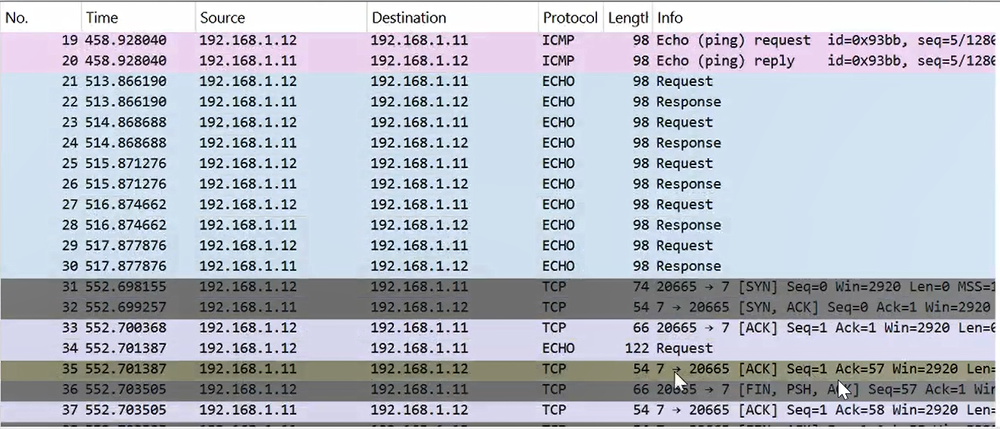 No. Time Source Destination Protocol Length Info
19 458.928040 192.168.1.12 192.168.1.11 ICMP 98 Echo (ping) request id=0x93bb, seq=5/1280
20 458.928040 192.168.1.11 192.168.1.12 ICMP 98 Echo (ping) reply id=0x93bb, seq=5/1280
21 513.866190 192.168.1.12 192.168.1.11 ECHO 98 Request
22 513.866190 192.168.1.11 192.168.1.12 ECHO 98 Response
23 514.868688 192.168.1.12 192.168.1.11 ECHO 98 Request
24 514.868688 192.168.1.11 192.168.1.12 ECHO 98 Response
25 515.871276 192.168.1.12 192.168.1.11 ECHO 98 Request
26 515.871276 192.168.1.11 192.168.1.12 ECHO 98 Response
27 516.874662 192.168.1.12 192.168.1.11 ECHO 98 Request
28 516.874662 192.168.1.11 192.168.1.12 ECHO 98 Response
29 517.877876 192.168.1.12 192.168.1.11 ECHO 98 Request
30 517.877876 192.168.1.11 192.168.1.12 ECHO 98 Response
31 552.698155 192.168.1.12 192.168.1.11 TCP 74 20665 → 7 [SYN] Seq=0 Win=2920 Len=0 MSS=1
32 552.699257 192.168.1.11 192.168.1.12 TCP 54 7 → 20665 [SYN, ACK] Seq=0 Ack=1 Win=2920
33 552.700368 192.168.1.12 192.168.1.11 TCP 66 20665 → 7 [ACK] Seq=1 Ack=1 Win=2920 Len=0
34 552.701387 192.168.1.12 192.168.1.11 ECHO 122 Request
35 552.701387 192.168.1.11 192.168.1.12 TCP 54 7 → 20665 [ACK] Seq=1 Ack=57 Win=2920 Len=
36 552.703505 192.168.1.12 192.168.1.11 TCP 66 20665 → 7 [FIN, PSH, ACK] Seq=57 Ack=1 Win
37 552.703505 192.168.1.11 192.168.1.12 TCP 54 7 → 20665 [ACK] Seq=1 Ack=58 Win=2920 Len=